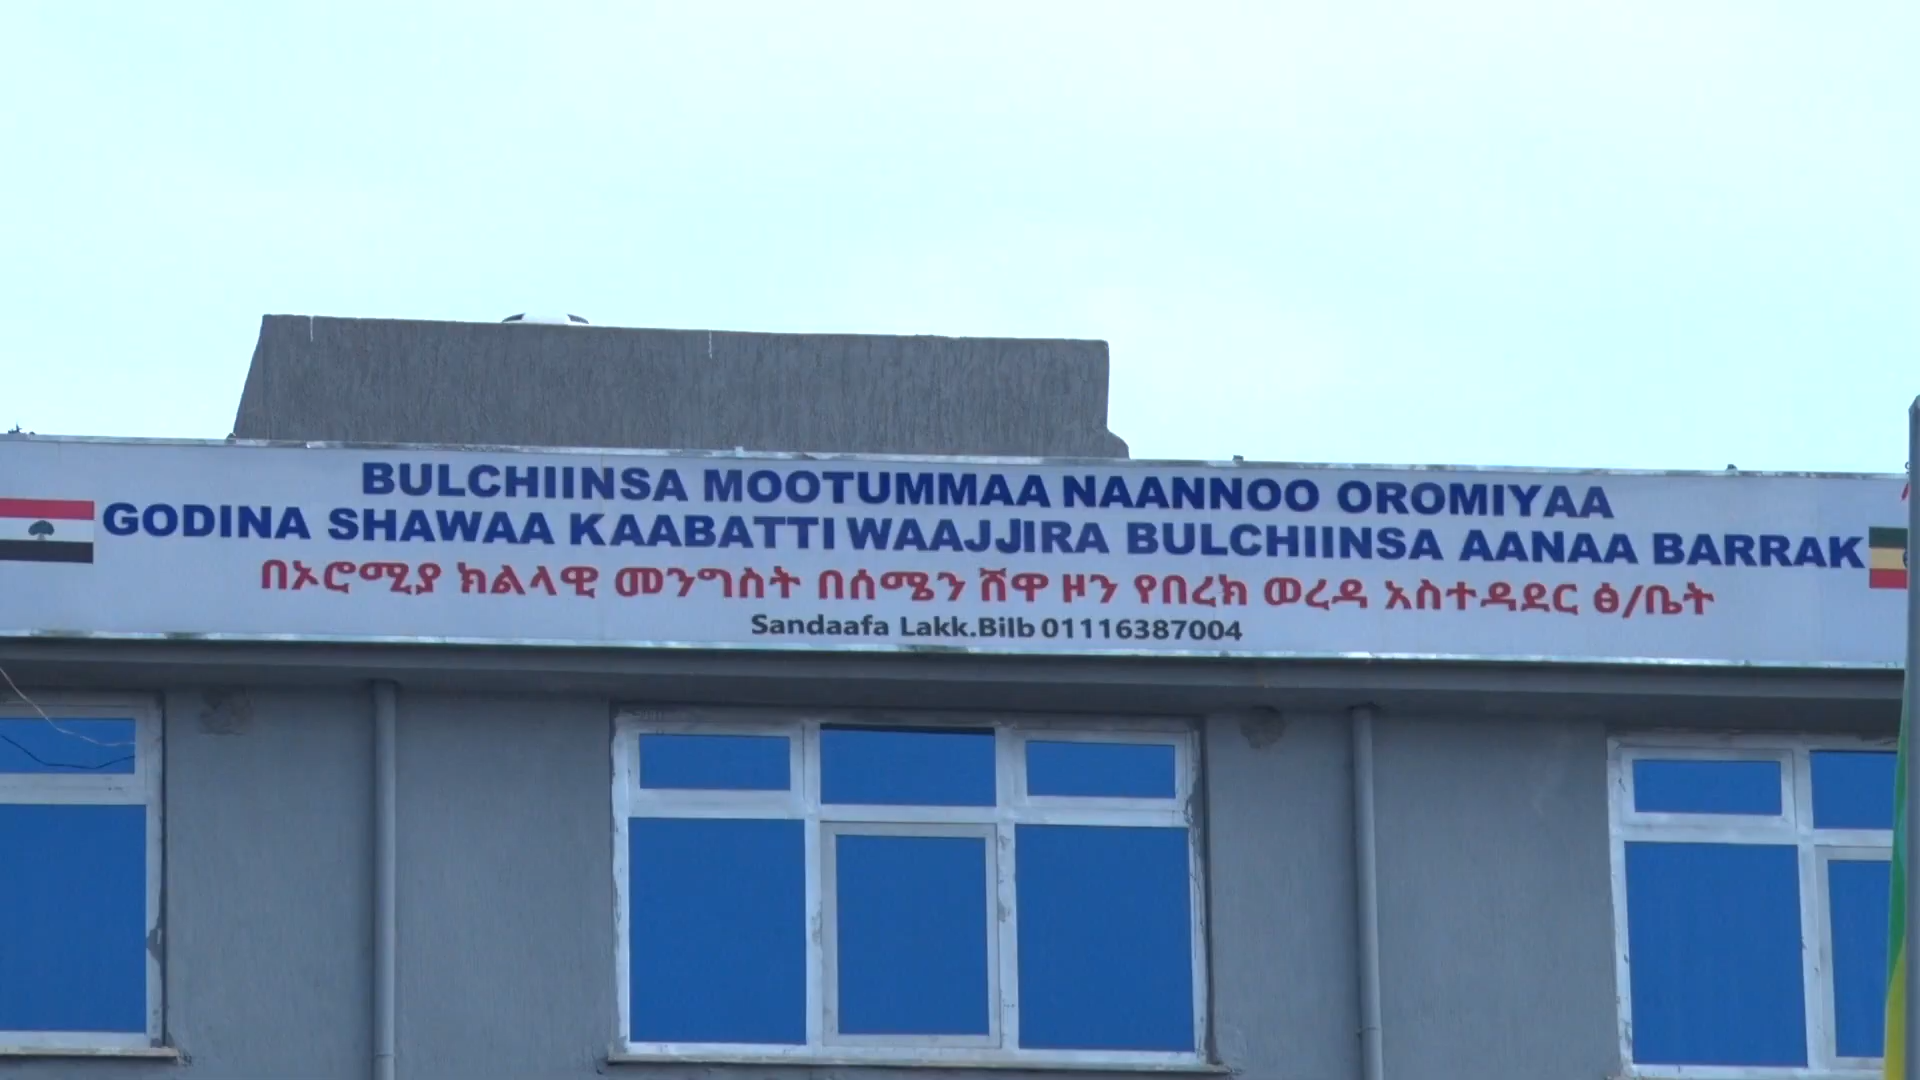 BULCHIINSA MOOTUMMAA NAANNOO OROMIYAA
GODINA SHAWAA KAABATTI WAAJJIRA BULCHIINSA AANAA BARRAK
በኦሮሚያ ክልላዊ መንግስት በሰሜን ሸዋ ዞን የበረክ ወረዳ አስተዳደር ፅ/ቤት
Sandaafa Lakk.Bilb 01116387004